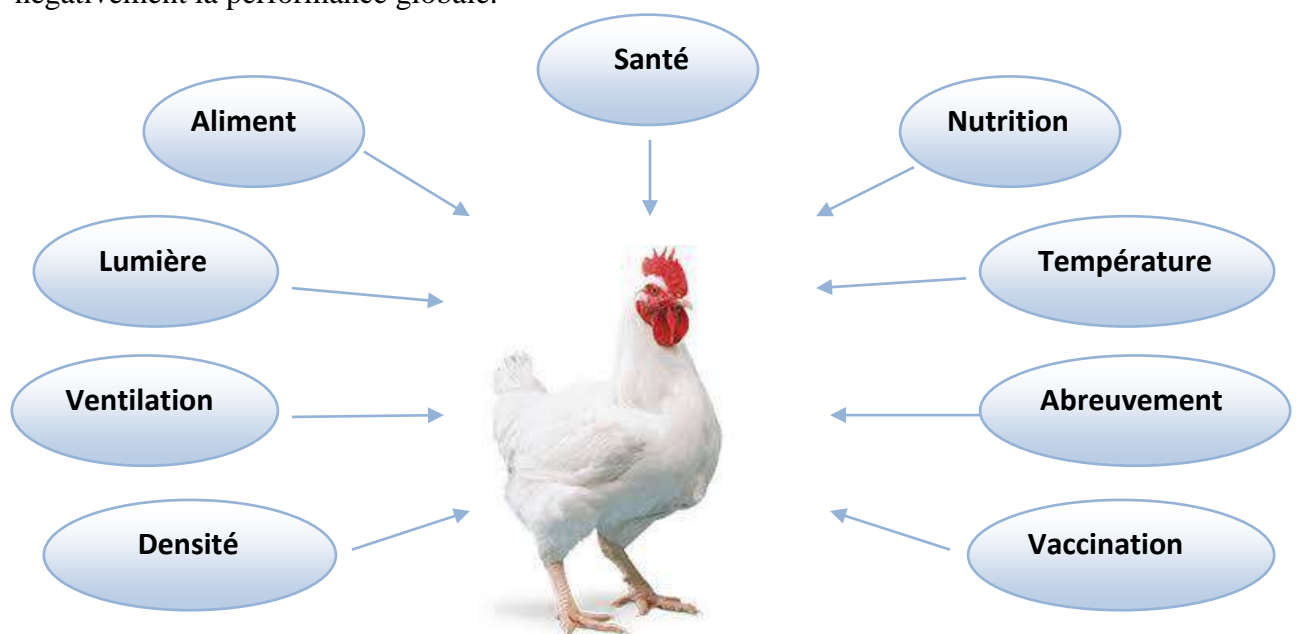 négativement la performance globale.
Santé
Aliment
Nutrition
Lumière
Température
Ventilation
Abreuvement
Densité
Vaccination